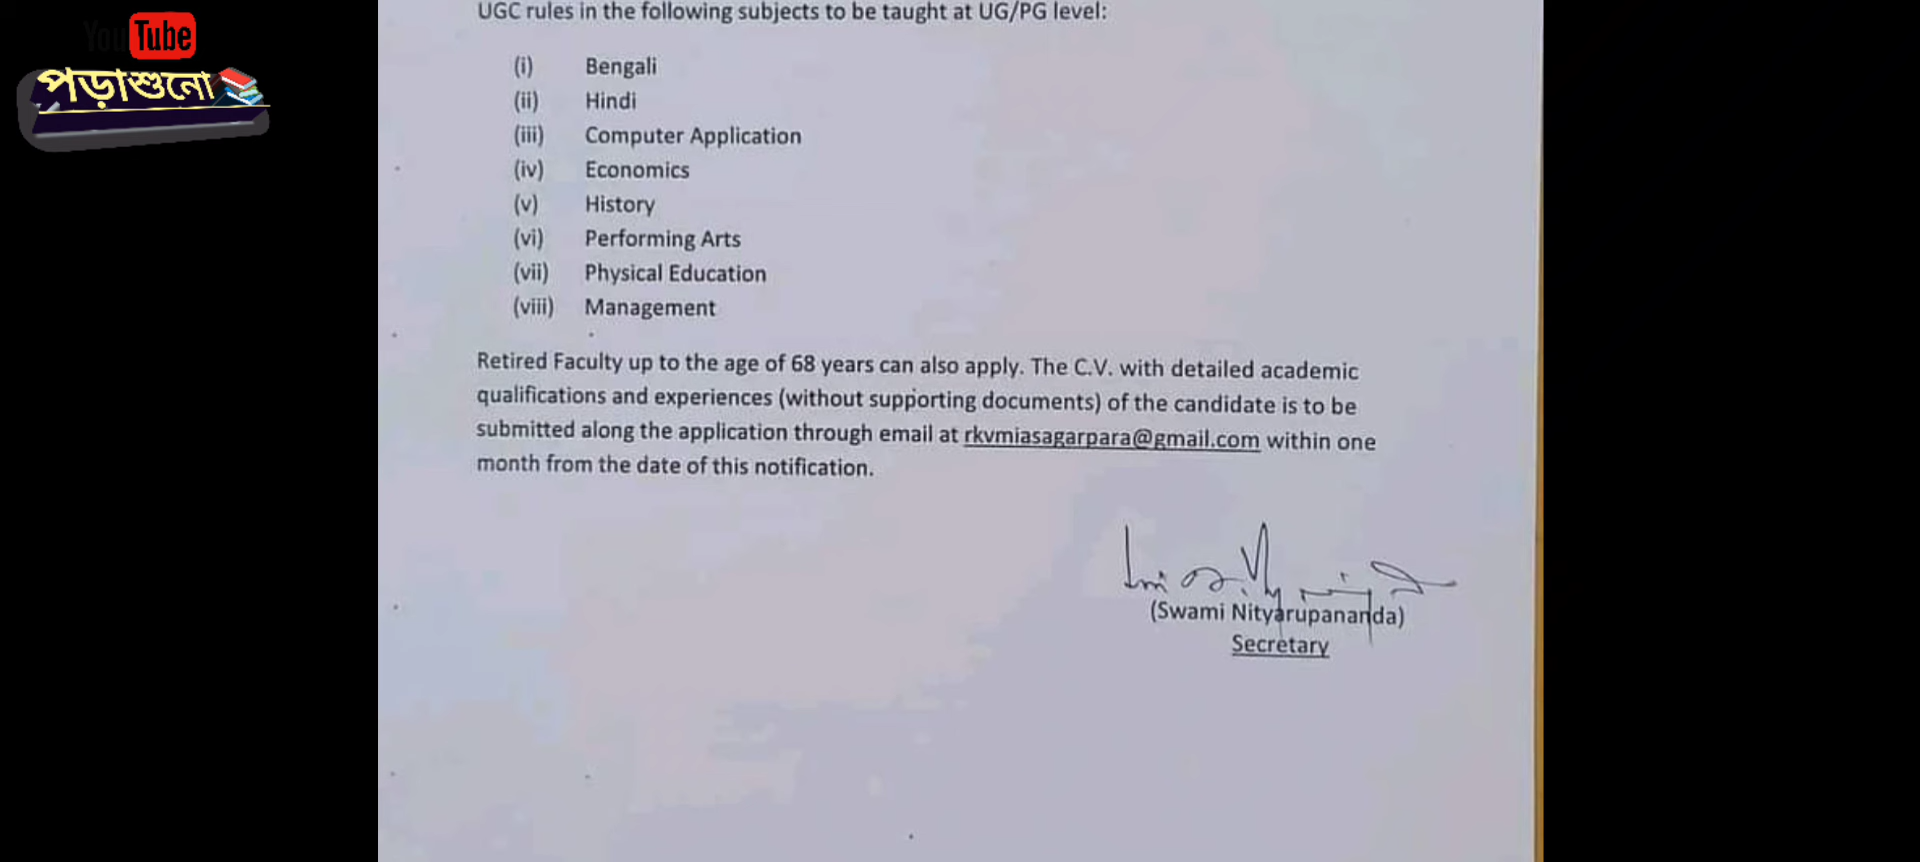 YouTube
পড়াশুনো
UGC rules in the following subjects to be taught at UG/PG level:
(i) Bengali
(ii) Hindi
(iii) Computer Application
(iv) Economics
(v) History
(vi) Performing Arts
(vii) Physical Education
(viii) Management
Retired Faculty up to the age of 68 years can also apply. The C.V. with detailed academic
qualifications and experiences (without supporting documents) of the candidate is to be
submitted along the application through email at rkvmiasagarpara@gmail.com within one
month from the date of this notification.
(Swami Nityarupananda)
Secretary